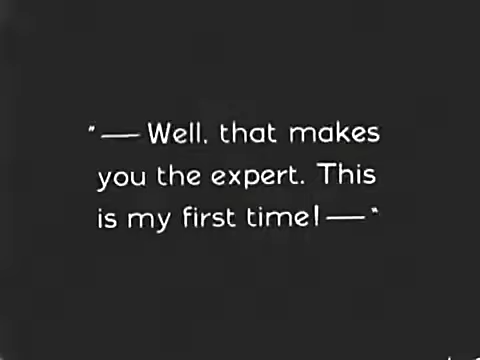 "— Well, that makes
you the expert. This
is my first time! —"